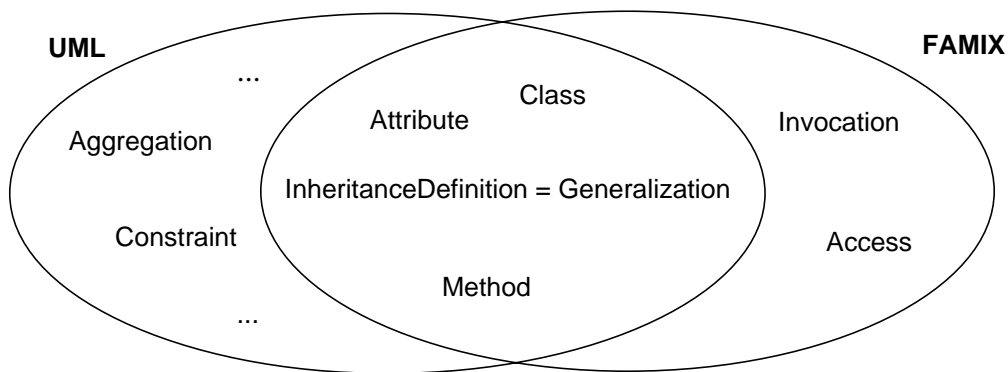 UML
FAMIX
...
Class
Attribute
Invocation
Aggregation
InheritanceDefinition = Generalization
Constraint
Access
Method
...